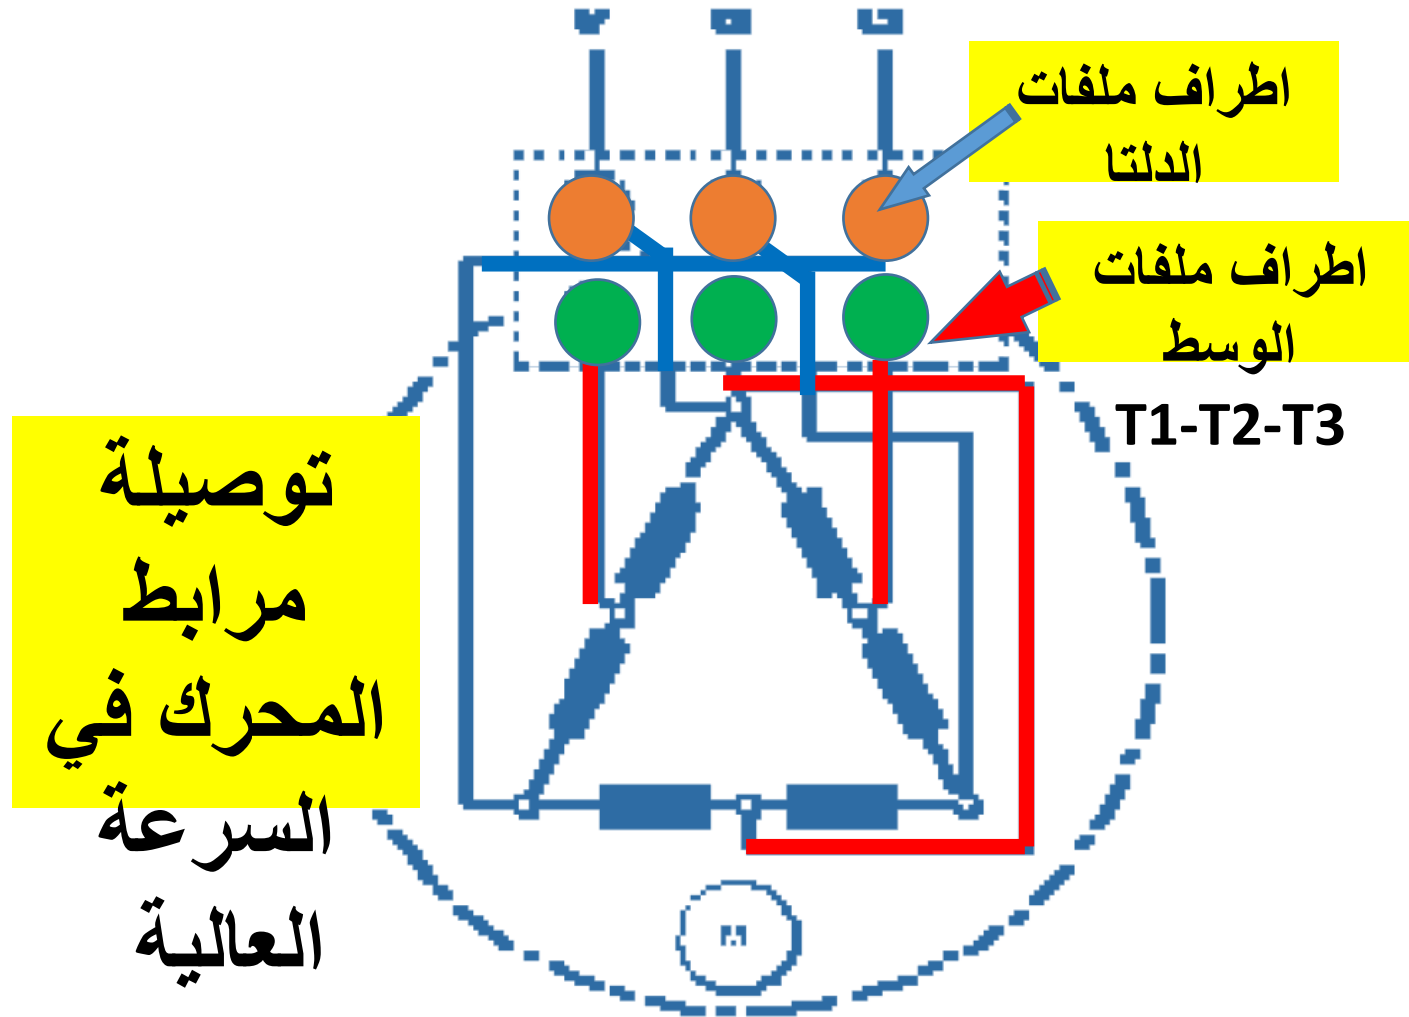 اطراف ملفات
الدلتا
اطراف ملفات
الوسط
T1-T2-T3
توصيلة
مرابط
المحرك في
السرعة
العالية